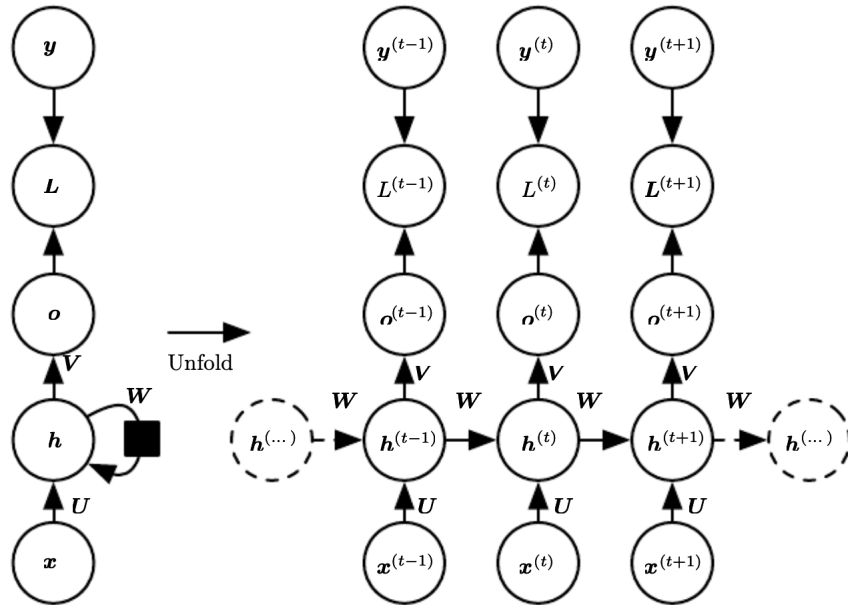 y y^(t−1) y^(t) y^(t+1)
L L^(t−1) L^(t) L^(t+1)
o o^(t−1) o^(t) o^(t+1)
Unfold
V V V V
W W W W W
h h^(...) h^(t−1) h^(t) h^(t+1) h^(...)
U U U U
x x^(t−1) x^(t) x^(t+1)